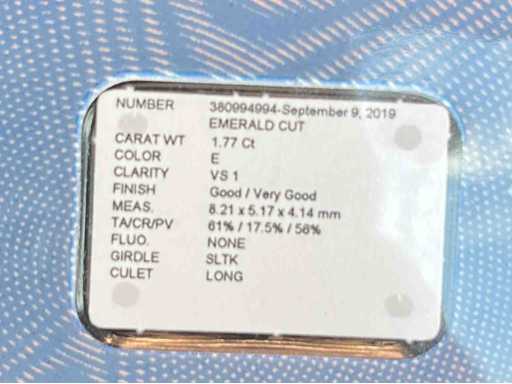 NUMBER 380994994-September 9, 2019
EMERALD CUT
CARAT WT 1.77 Ct
COLOR E
CLARITY VS 1
FINISH Good / Very Good
MEAS. 8.21 x 5.17 x 4.14 mm
TA/CR/PV 61% / 17.5% / 56%
FLUO. NONE
GIRDLE SLTK
CULET LONG